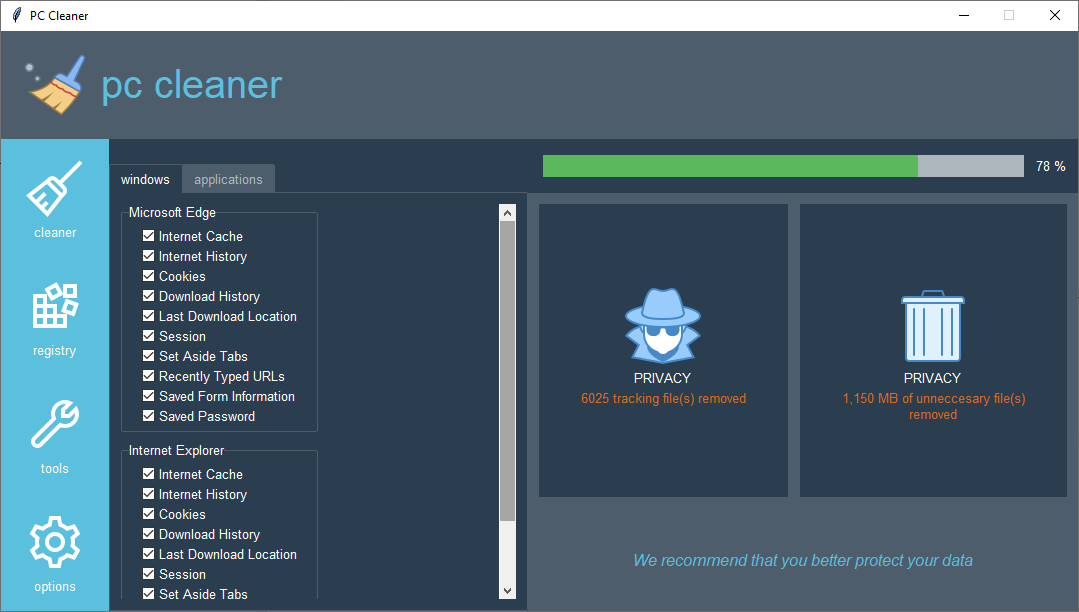 PC Cleaner
pc cleaner
cleaner
registry
tools
options
windows
applications
Microsoft Edge
Internet Cache
Internet History
Cookies
Download History
Last Download Location
Session
Set Aside Tabs
Recently Typed URLs
Saved Form Information
Saved Password
Internet Explorer
Internet Cache
Internet History
Cookies
Download History
Last Download Location
Session
Set Aside Tabs
78 %
PRIVACY
6025 tracking file(s) removed
PRIVACY
1,150 MB of unneccesary file(s)
removed
We recommend that you better protect your data